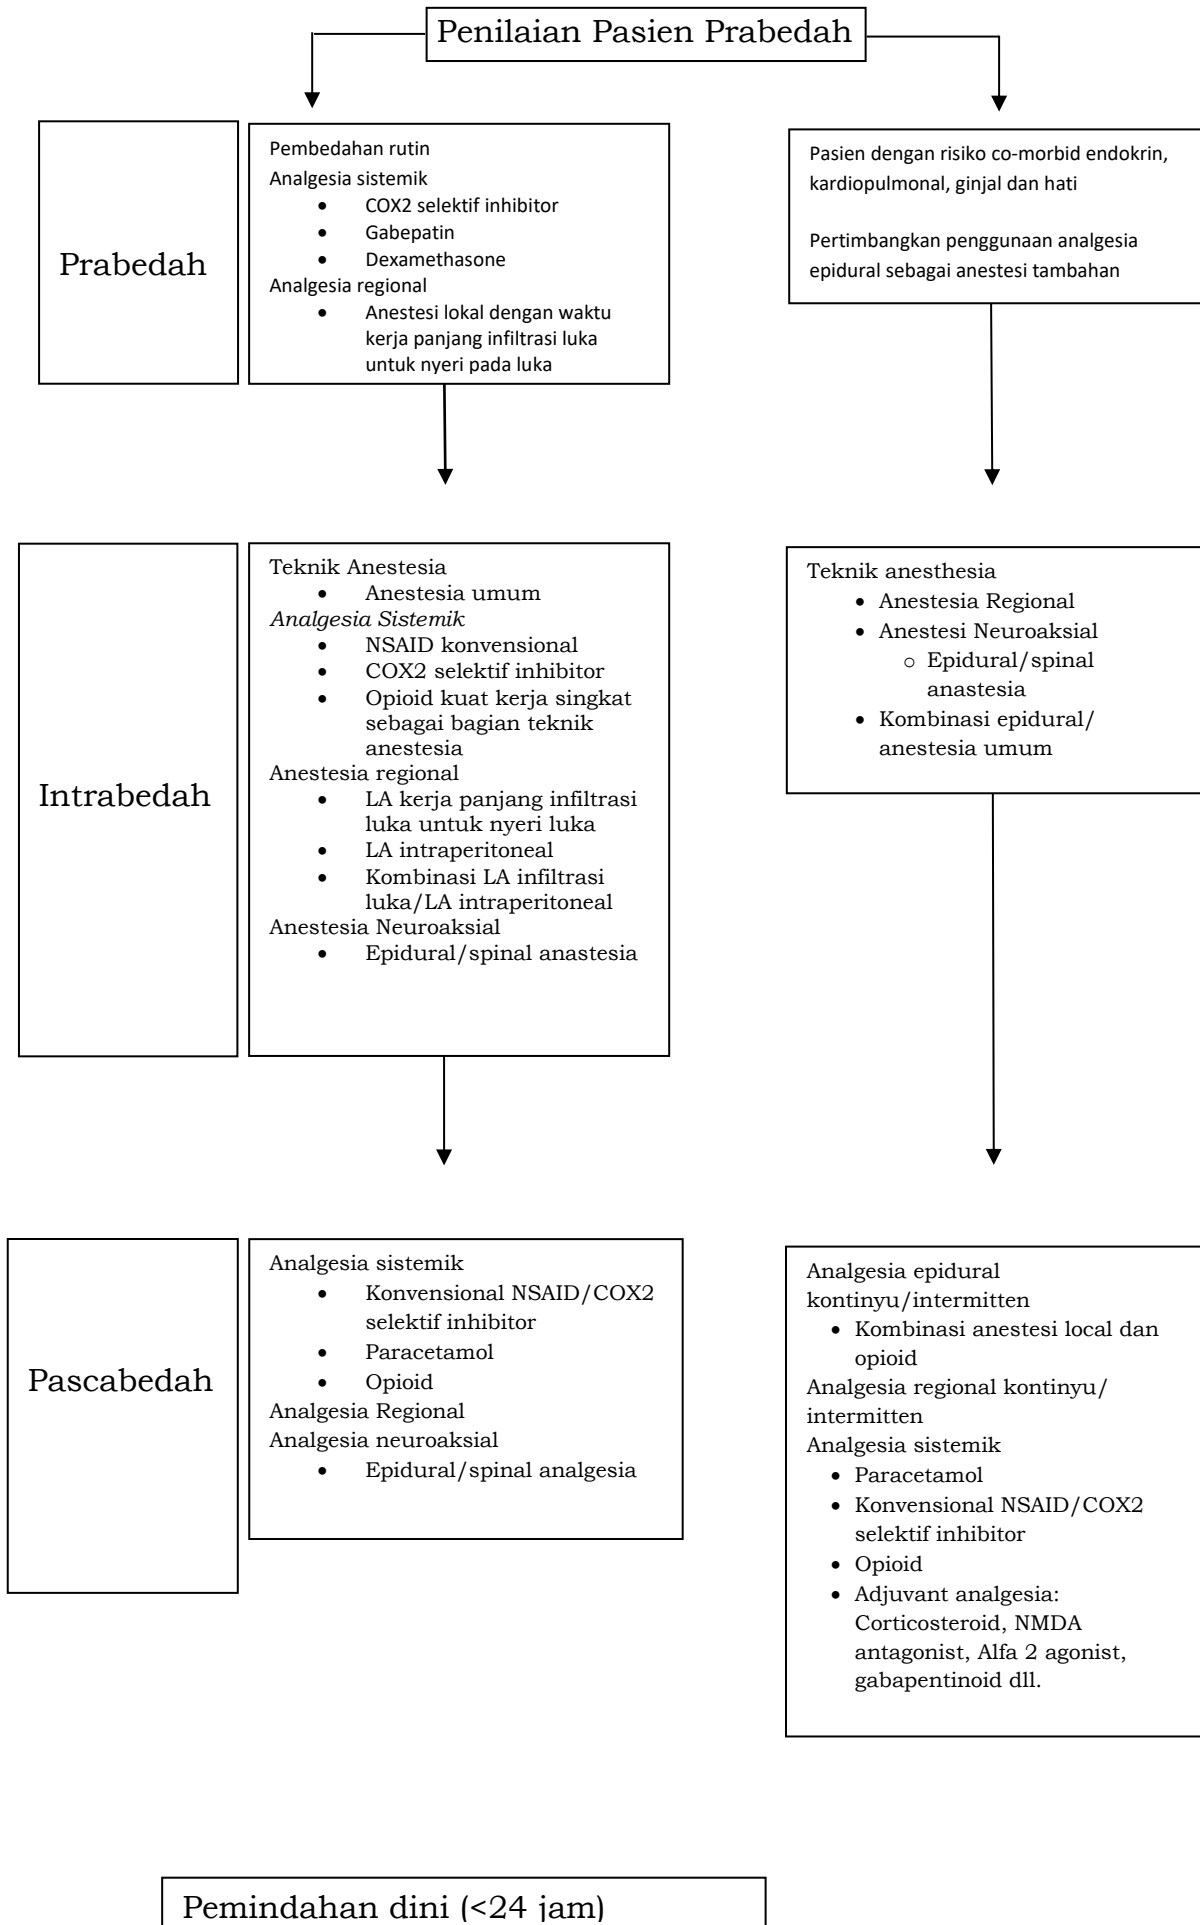 Penilaian Pasien Prabedah
Prabedah
Pembedahan rutin
Analgesia sistemik
• COX2 selektif inhibitor
• Gabepatin
• Dexamethasone
Analgesia regional
• Anestesi lokal dengan waktu
kerja panjang infiltrasi luka
untuk nyeri pada luka
Pasien dengan risiko co-morbid endokrin,
kardiopulmonal, ginjal dan hati
Pertimbangkan penggunaan analgesia
epidural sebagai anestesi tambahan
Intrabedah
Teknik Anestesia
• Anestesia umum
Analgesia Sistemik
• NSAID konvensional
• COX2 selektif inhibitor
• Opioid kuat kerja singkat
sebagai bagian teknik
anestesia
Anestesia regional
• LA kerja panjang infiltrasi
luka untuk nyeri luka
• LA intraperitoneal
• Kombinasi LA infiltrasi
luka/LA intraperitoneal
Anestesia Neuroaksial
• Epidural/spinal anastesia
Teknik anesthesia
• Anestesia Regional
• Anestesi Neuroaksial
o Epidural/spinal
anastesia
• Kombinasi epidural/
anestesia umum
Pascabedah
Analgesia sistemik
• Konvensional NSAID/COX2
selektif inhibitor
• Paracetamol
• Opioid
Analgesia Regional
Analgesia neuroaksial
• Epidural/spinal analgesia
Analgesia epidural
kontinyu/intermitten
• Kombinasi anestesi local dan
opioid
Analgesia regional kontinyu/
intermitten
Analgesia sistemik
• Paracetamol
• Konvensional NSAID/COX2
selektif inhibitor
• Opioid
• Adjuvant analgesia:
Corticosteroid, NMDA
antagonist, Alfa 2 agonist,
gabapentinoid dll.
Pemindahan dini (<24 jam)